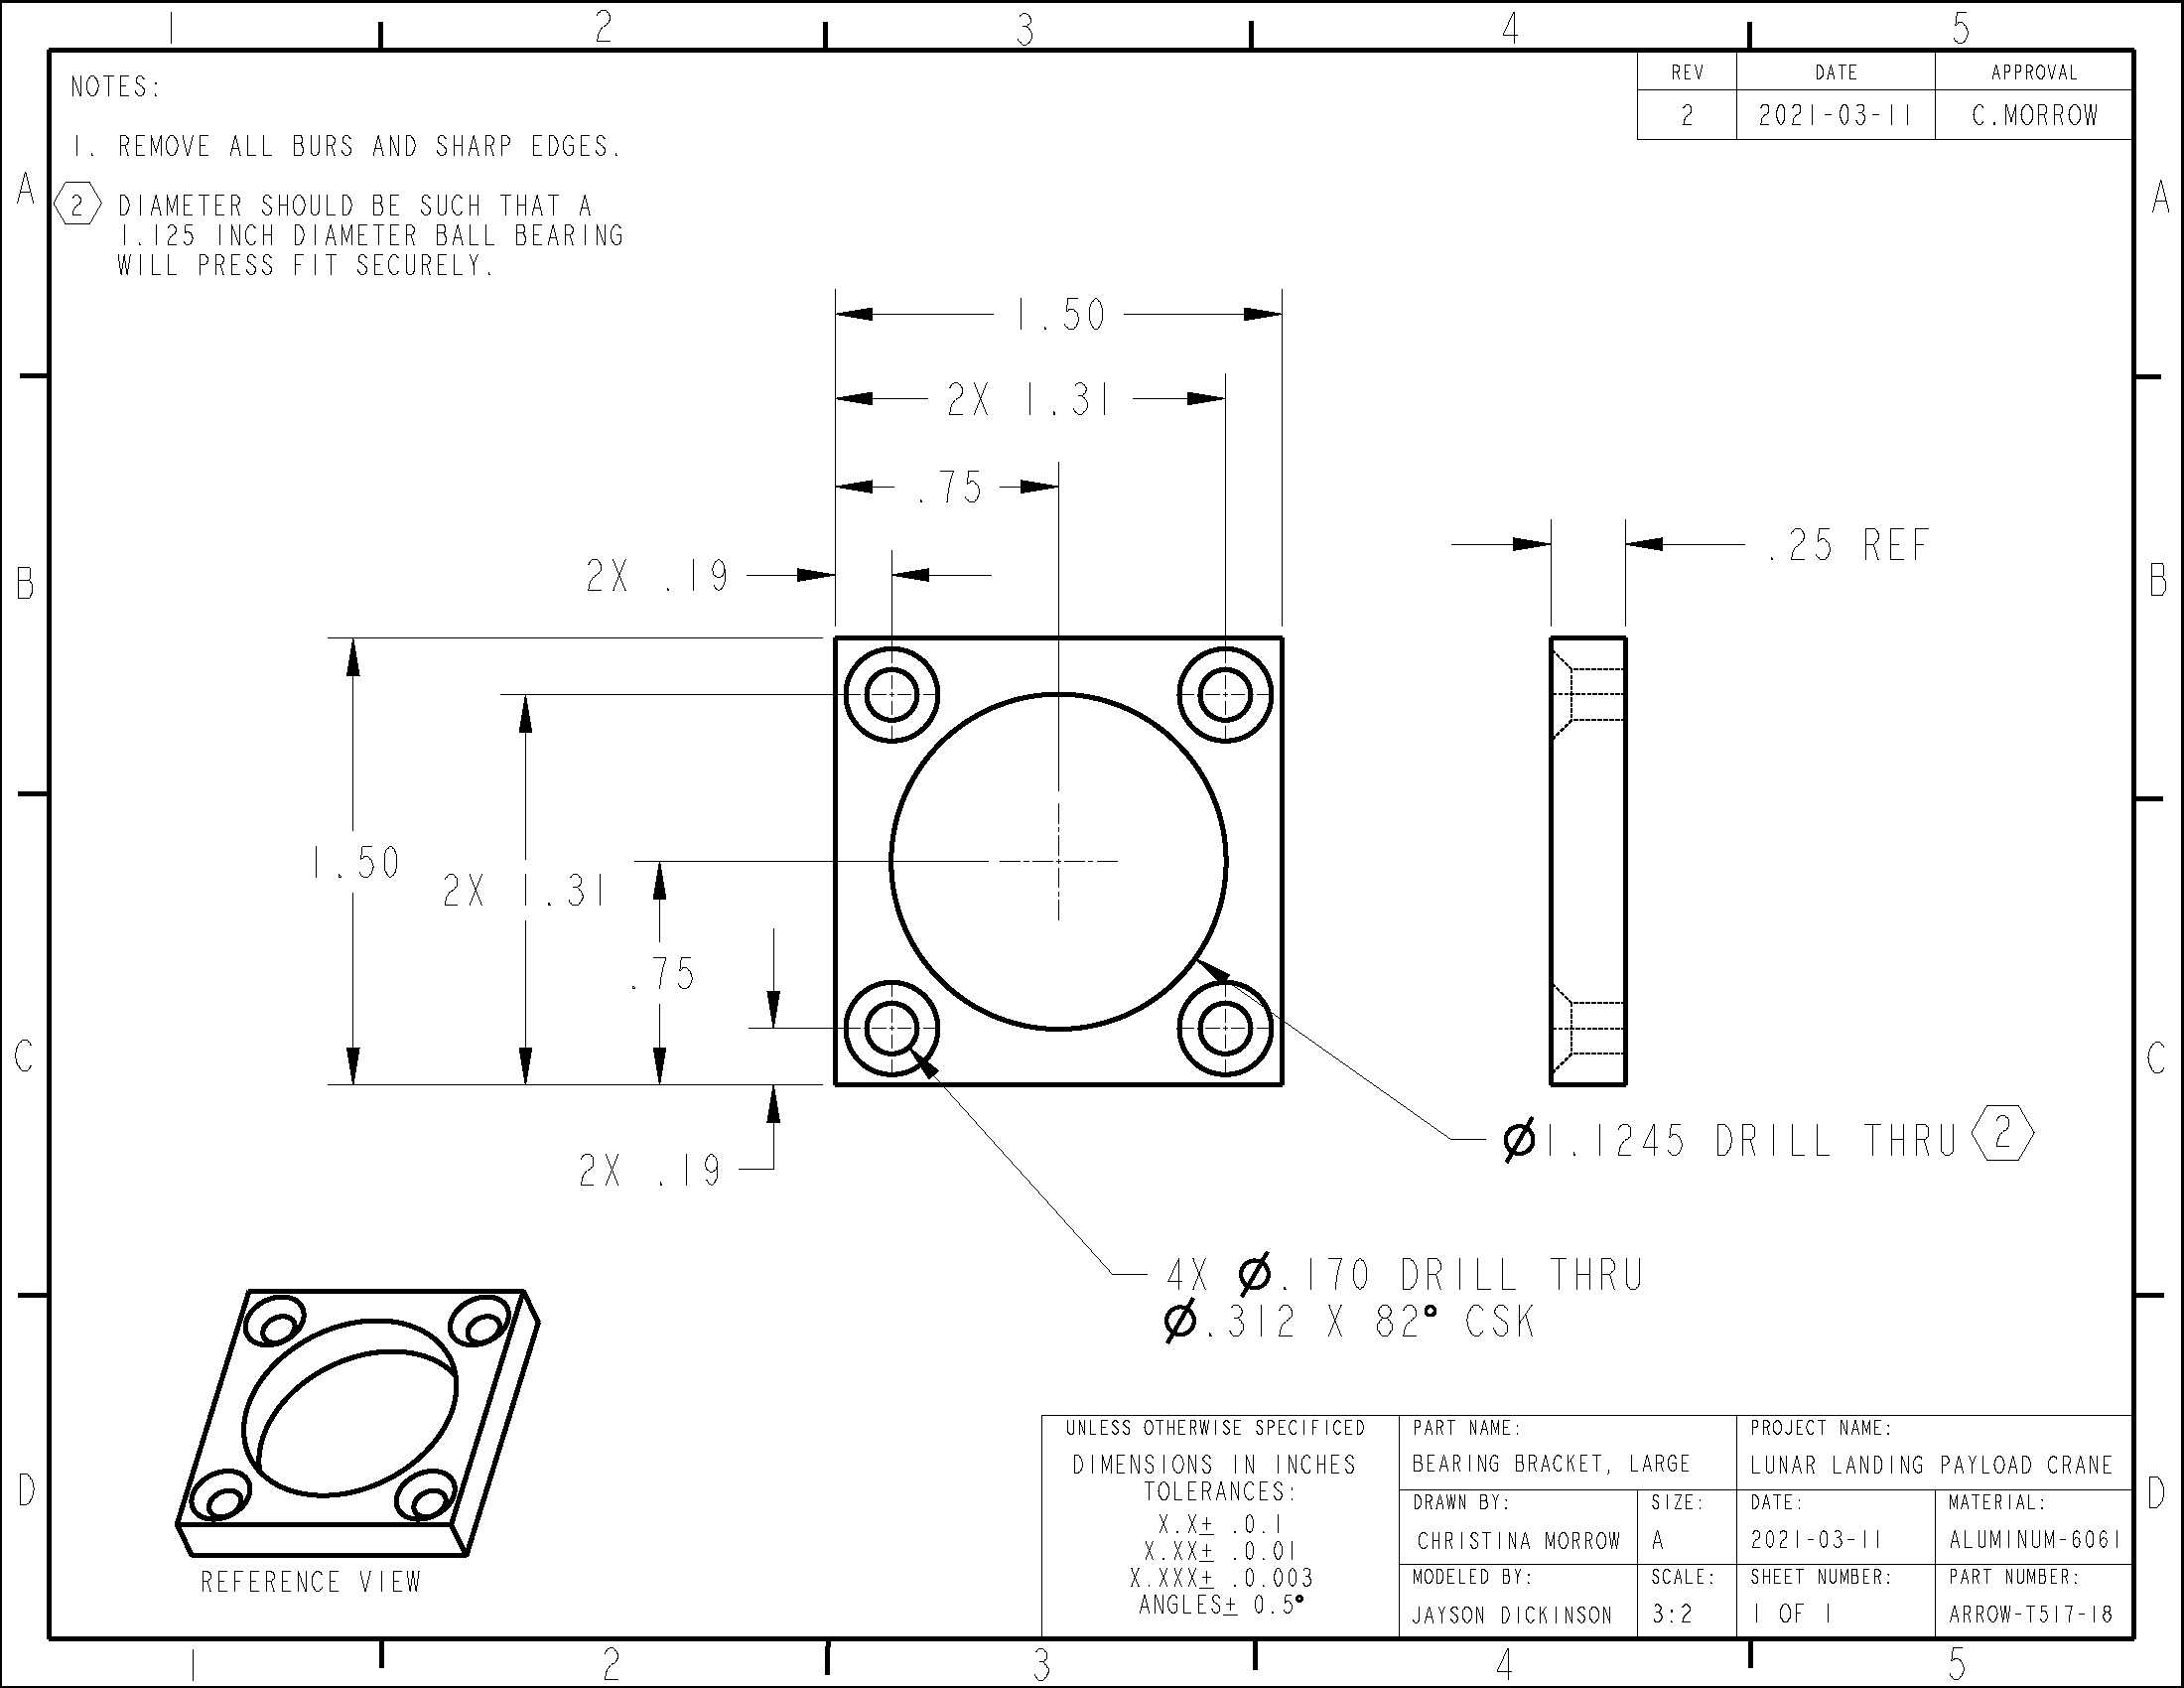 1 2 3 4 5
NOTES:
1. REMOVE ALL BURS AND SHARP EDGES.
2 DIAMETER SHOULD BE SUCH THAT A
1.125 INCH DIAMETER BALL BEARING
WILL PRESS FIT SECURELY.
REV DATE APPROVAL
2 2021-03-11 C.MORROW
A A
1.50
2X 1.31
.75
2X .19
.25 REF
B B
1.50
2X 1.31
.75
2X .19
C C
Ø1.1245 DRILL THRU 2
4X Ø.170 DRILL THRU
Ø.312 X 82° CSK
REFERENCE VIEW
D D
UNLESS OTHERWISE SPECIFICED
DIMENSIONS IN INCHES
TOLERANCES:
X.X± .0.1
X.XX± .0.01
X.XXX± .0.003
ANGLES± 0.5°
PART NAME:
BEARING BRACKET, LARGE
PROJECT NAME:
LUNAR LANDING PAYLOAD CRANE
DRAWN BY:
CHRISTINA MORROW
SIZE:
A
DATE:
2021-03-11
MATERIAL:
ALUMINUM-6061
MODELED BY:
JAYSON DICKINSON
SCALE:
3:2
SHEET NUMBER:
1 OF 1
PART NUMBER:
ARROW-T517-18
1 2 3 4 5